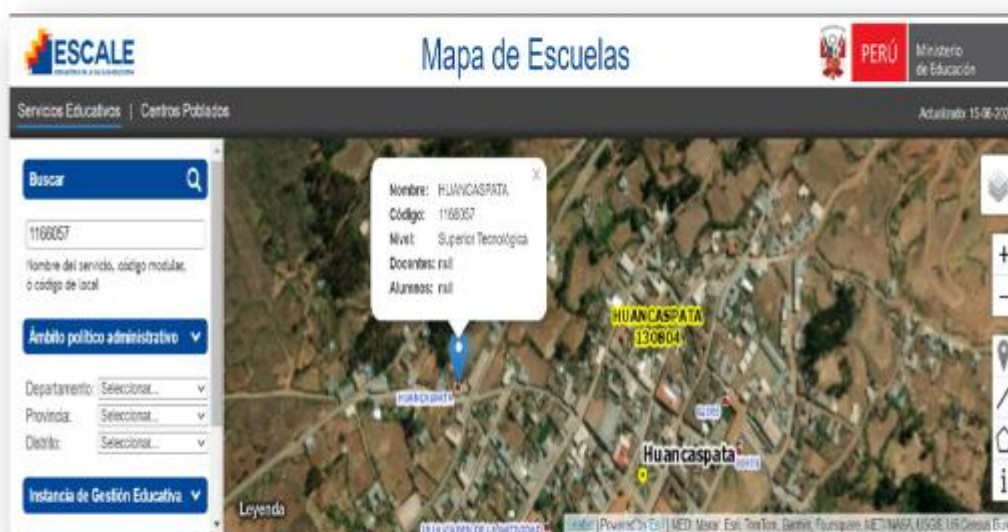 ESCALE
Mapa de Escuelas
PERÚ
Ministerio
de Educación
Servicios Educativos | Centros Poblados
Buscar
1166057
Nombre del servicio, código modular,
o código de local
Ámbito político administrativo
Departamento: Seleccionar...
Provincia: Seleccionar...
Distrito: Seleccionar...
Instancia de Gestión Educativa
Nombre: HUANCASPATA
Código: 1166057
Nivel: Superior Tecnológica
Docentes: null
Alumnos: null
X
HUANCASPATA
130804
HUANCASPATA
Huancaspata
Leyenda